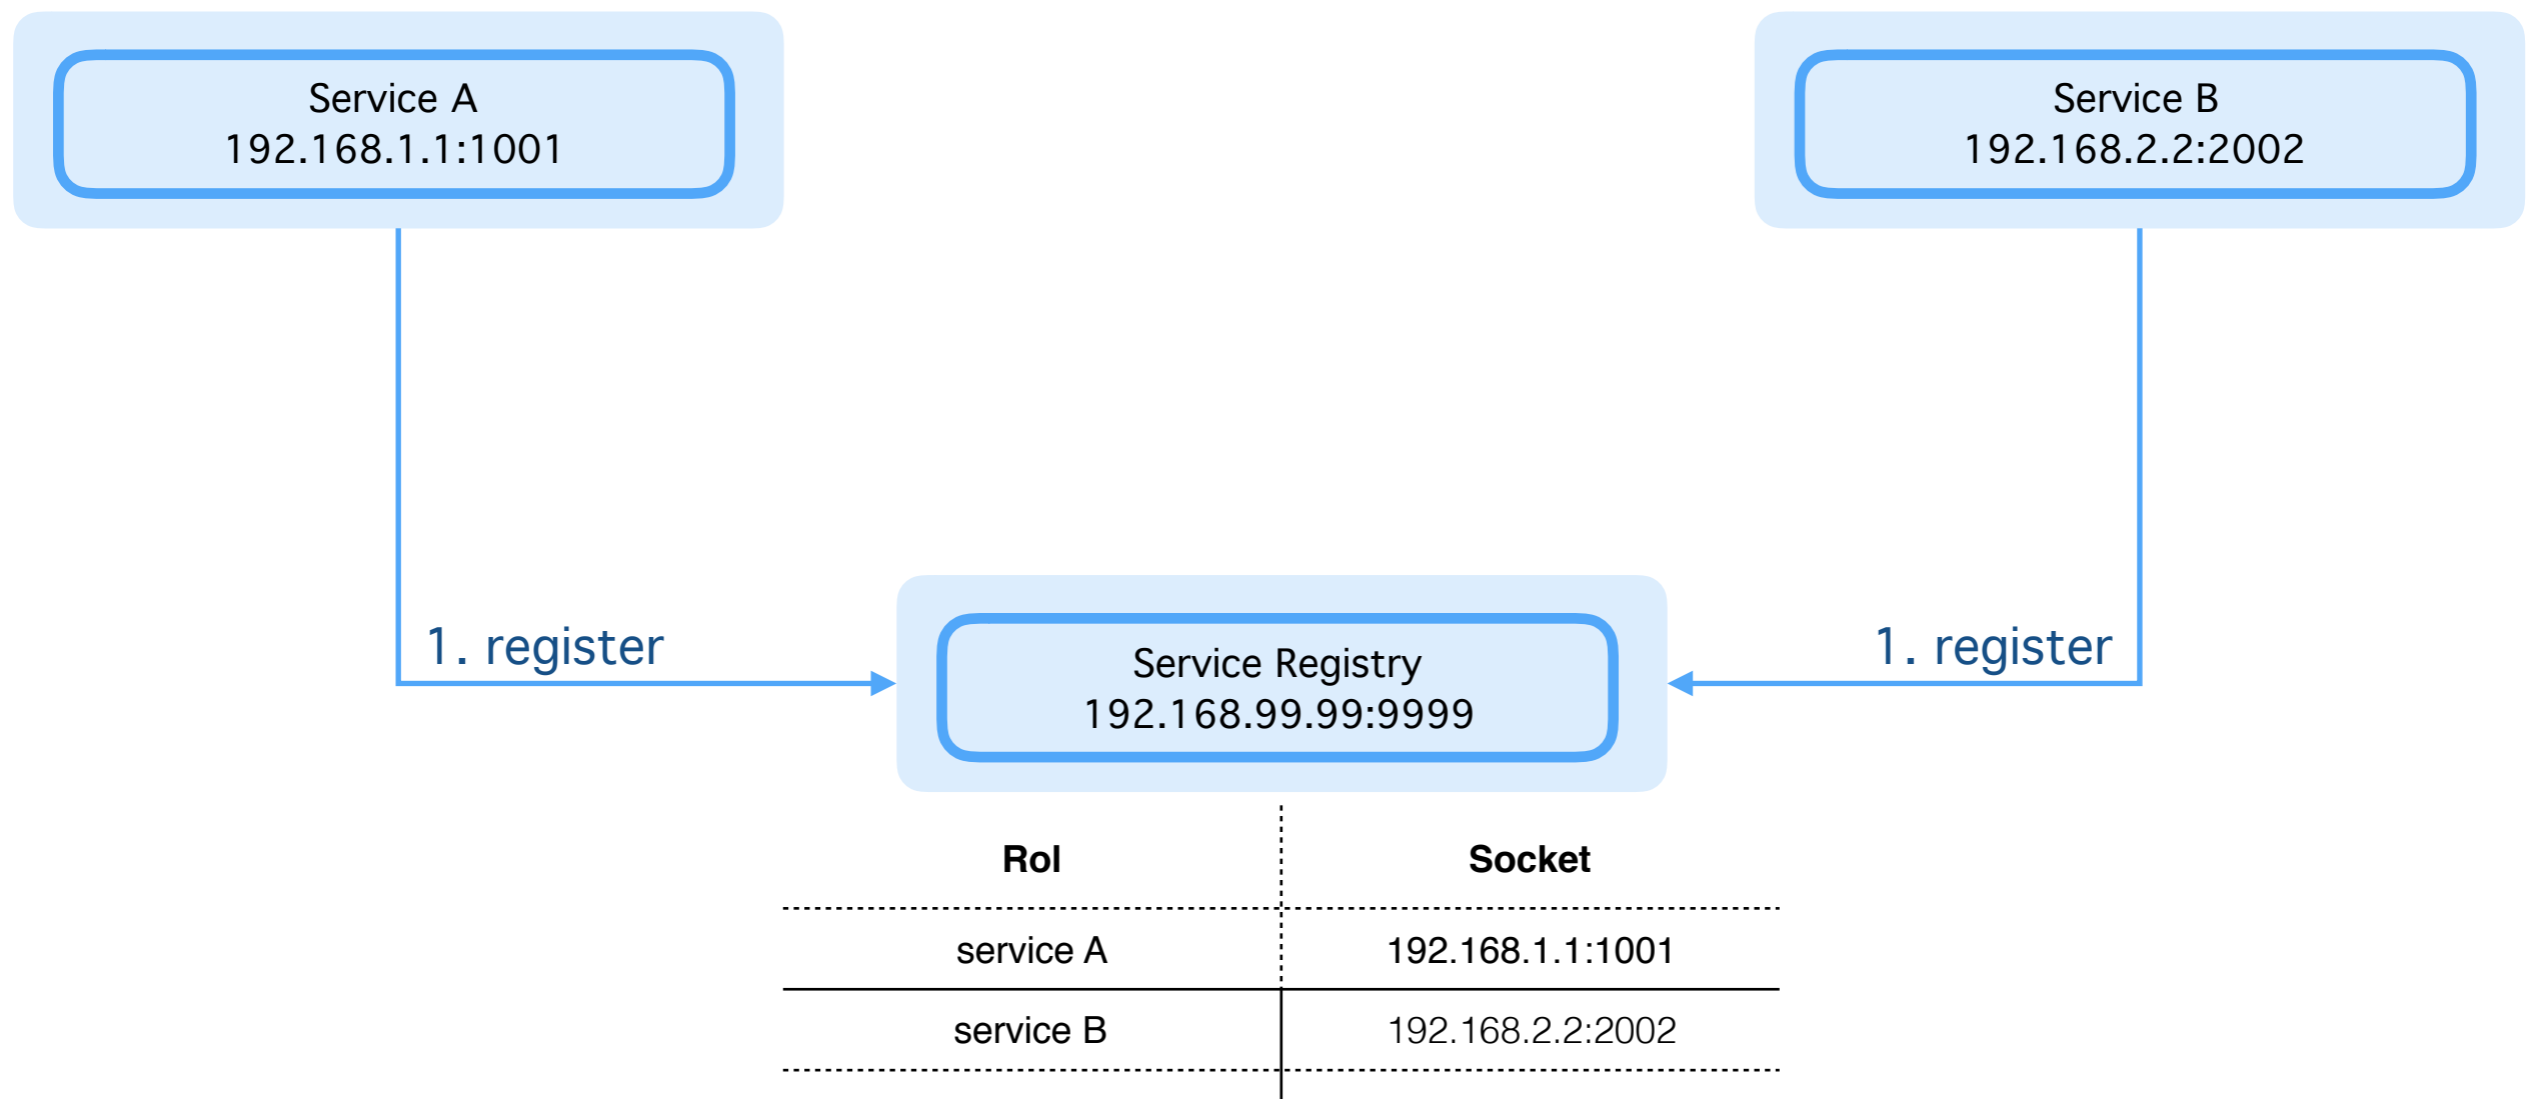 Service A
192.168.1.1:1001
Service B
192.168.2.2:2002
1. register
1. register
Service Registry
192.168.99.99:9999
Rol Socket
service A 192.168.1.1:1001
service B 192.168.2.2:2002